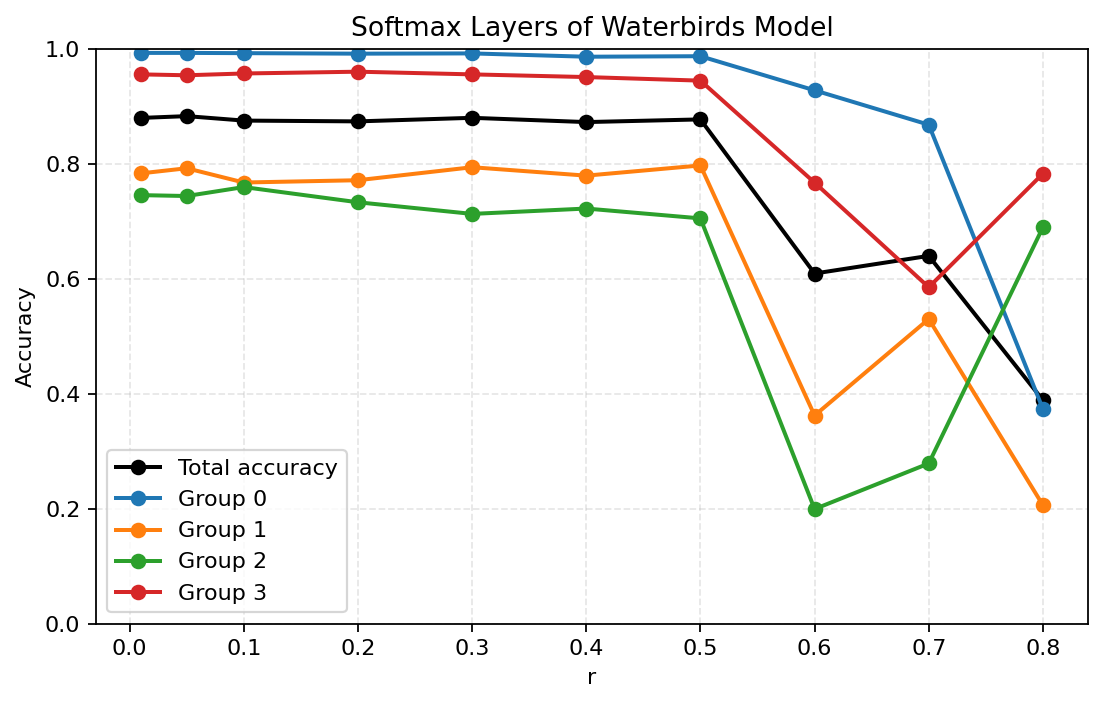 Softmax Layers of Waterbirds Model
1.0
0.8
0.6
0.4
0.2
0.0
Accuracy
Total accuracy
Group 0
Group 1
Group 2
Group 3
0.0 0.1 0.2 0.3 0.4 0.5 0.6 0.7 0.8
r